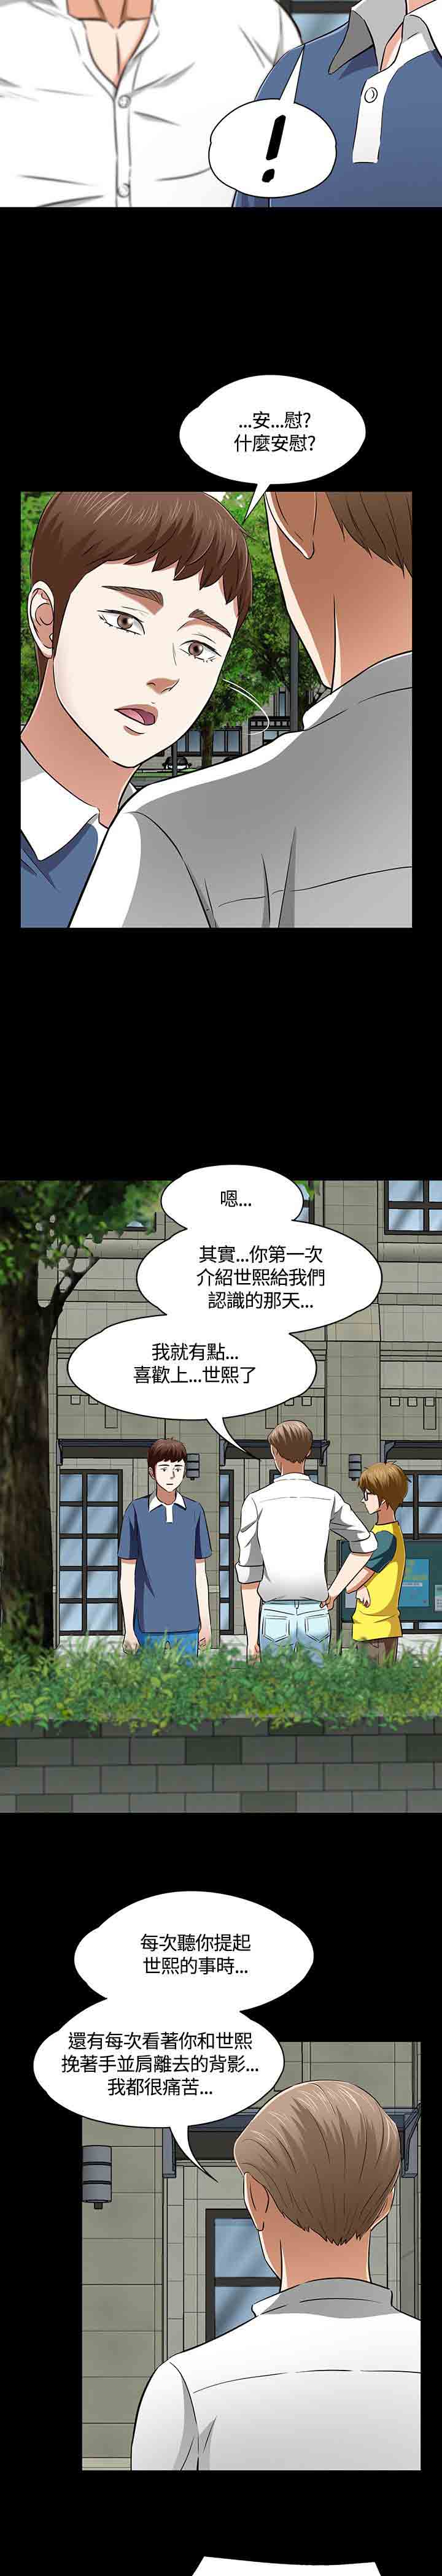 !
...安...慰?
什麼安慰?
嗯...
其實...你第一次
介紹世熙給我們
認識的那天...
我就有點...
喜歡上...世熙了
每次聽你提起
世熙的事時...
還有每次看著你和世熙
挽著手並肩離去的背影...
我都很痛苦...